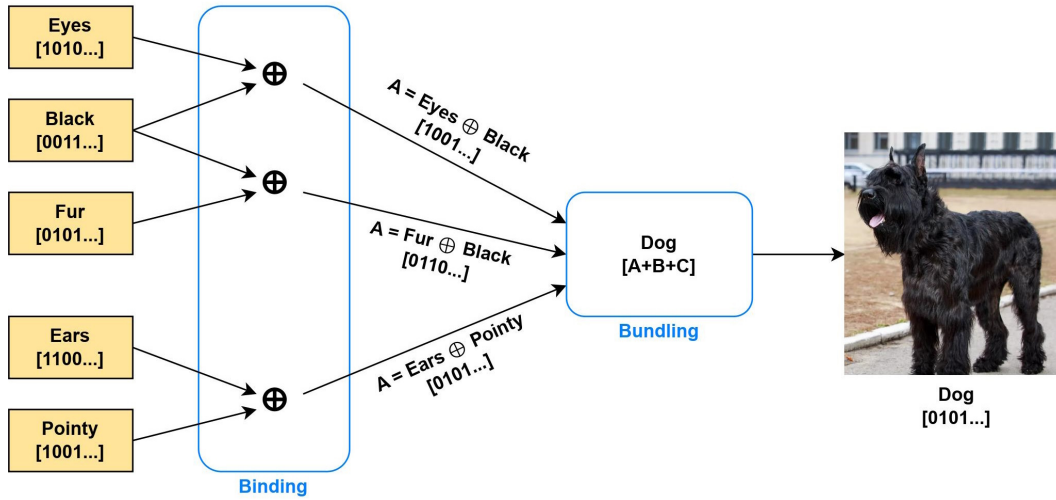 Eyes
[1010...]
Black
[0011...]
Fur
[0101...]
Ears
[1100...]
Pointy
[1001...]
⊕
⊕
⊕
Binding
A = Eyes ⊕ Black
[1001...]
A = Fur ⊕ Black
[0110...]
A = Ears ⊕ Pointy
[0101...]
Dog
[A+B+C]
Bundling
Dog
[0101...]